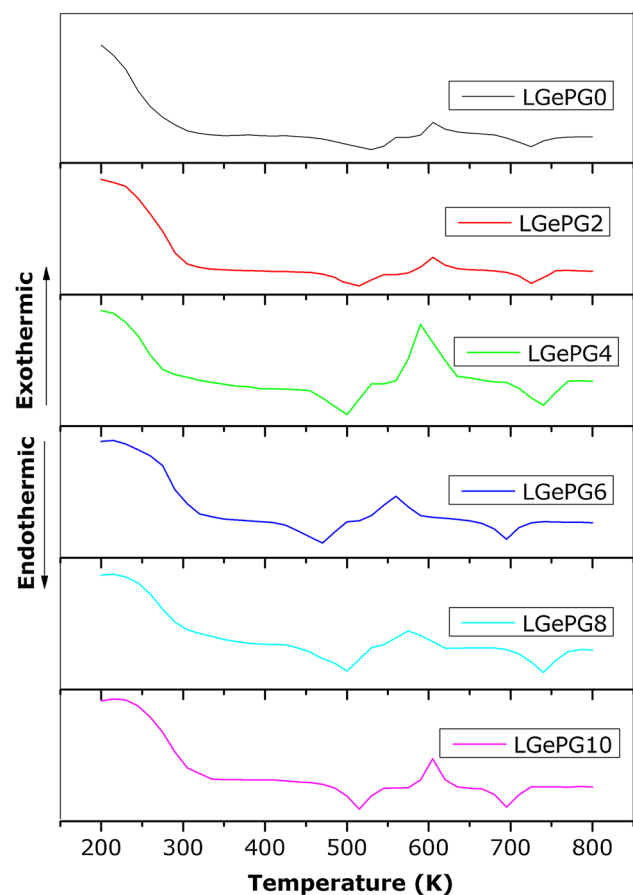 LGePG0
LGePG2
LGePG4
LGePG6
LGePG8
LGePG10
Exothermic
Endothermic
200 300 400 500 600 700 800
Temperature (K)